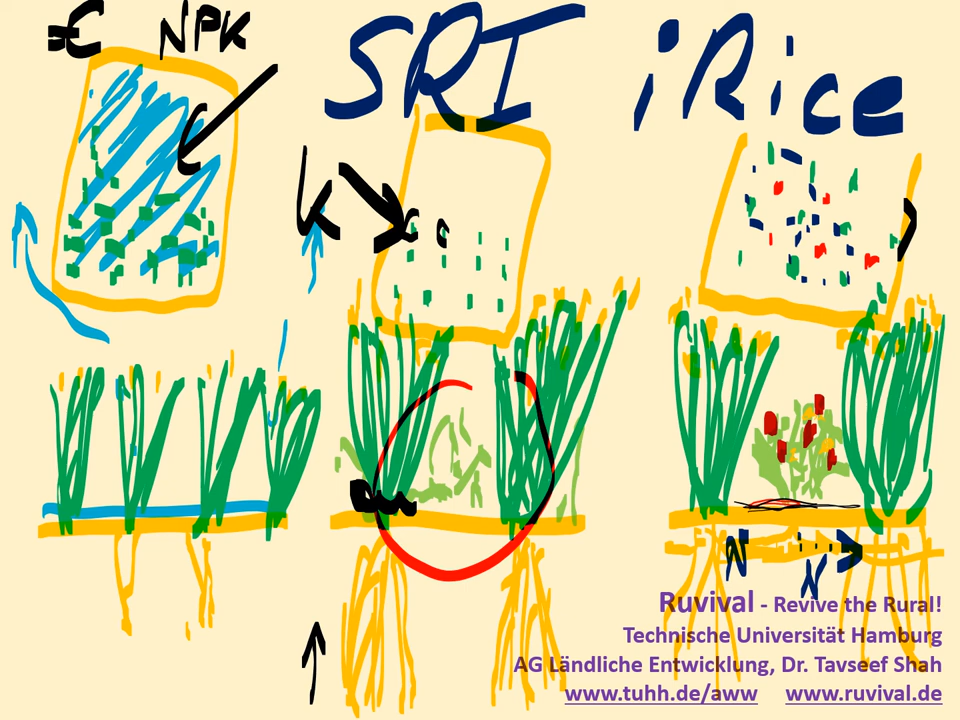 € NPK
SRI iRice
k
N
N
Ruvival - Revive the Rural!
Technische Universität Hamburg
AG Ländliche Entwicklung, Dr. Tavseef Shah
www.tuhh.de/aww www.ruvival.de